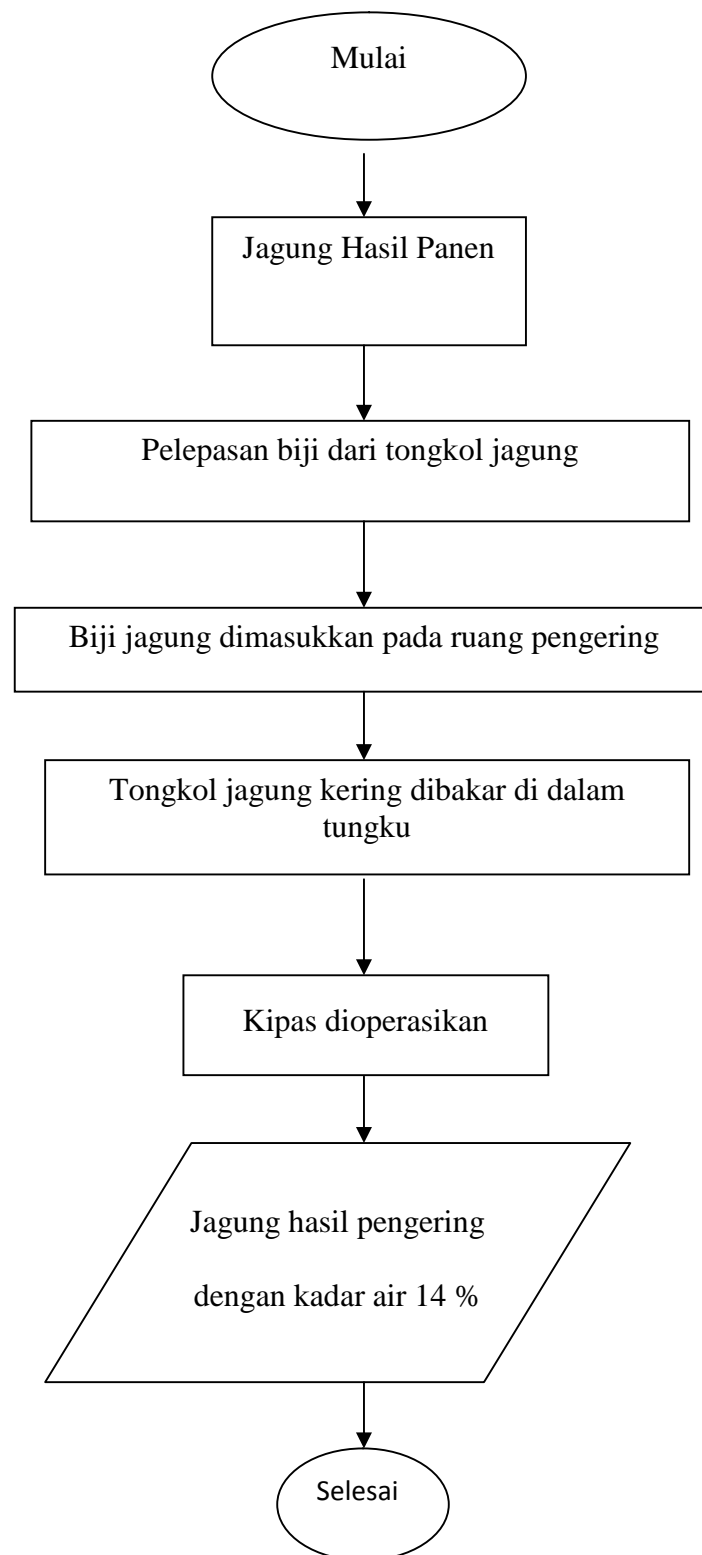 Mulai
Jagung Hasil Panen
Pelepasan biji dari tongkol jagung
Biji jagung dimasukkan pada ruang pengering
Tongkol jagung kering dibakar di dalam
tungku
Kipas dioperasikan
Jagung hasil pengering
dengan kadar air 14 %
Selesai